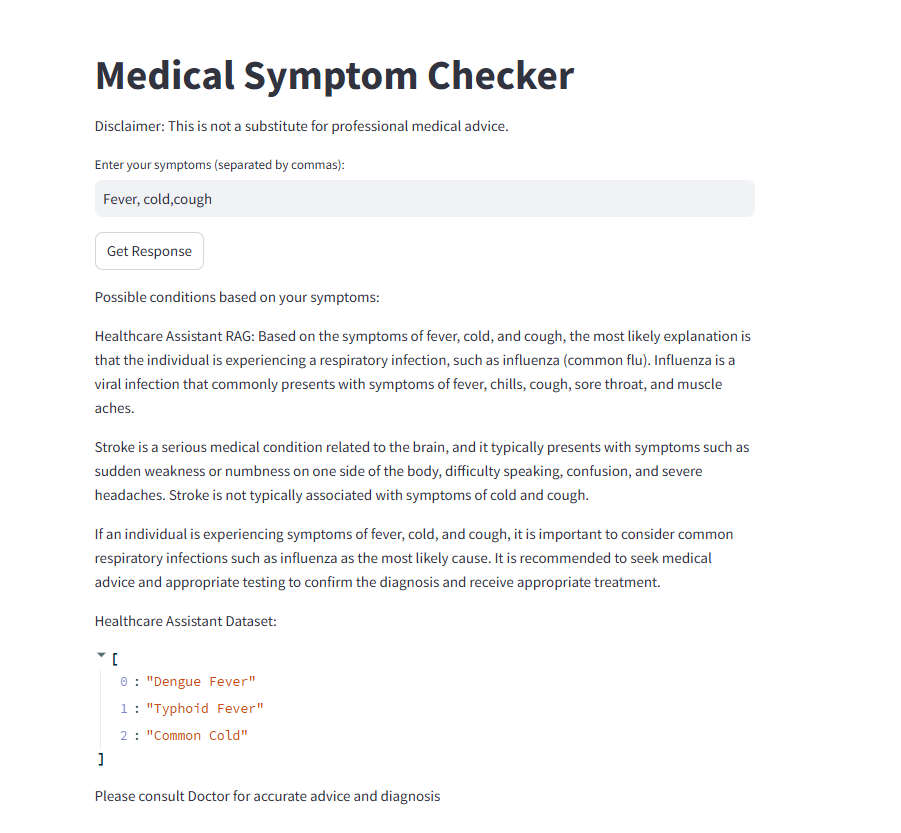 Medical Symptom Checker
Disclaimer: This is not a substitute for professional medical advice.
Enter your symptoms (separated by commas):
Fever, cold,cough
Get Response
Possible conditions based on your symptoms:
Healthcare Assistant RAG: Based on the symptoms of fever, cold, and cough, the most likely explanation is
that the individual is experiencing a respiratory infection, such as influenza (common flu). Influenza is a
viral infection that commonly presents with symptoms of fever, chills, cough, sore throat, and muscle
aches.
Stroke is a serious medical condition related to the brain, and it typically presents with symptoms such as
sudden weakness or numbness on one side of the body, difficulty speaking, confusion, and severe
headaches. Stroke is not typically associated with symptoms of cold and cough.
If an individual is experiencing symptoms of fever, cold, and cough, it is important to consider common
respiratory infections such as influenza as the most likely cause. It is recommended to seek medical
advice and appropriate testing to confirm the diagnosis and receive appropriate treatment.
Healthcare Assistant Dataset:
[
0 : "Dengue Fever"
1 : "Typhoid Fever"
2 : "Common Cold"
]
Please consult Doctor for accurate advice and diagnosis